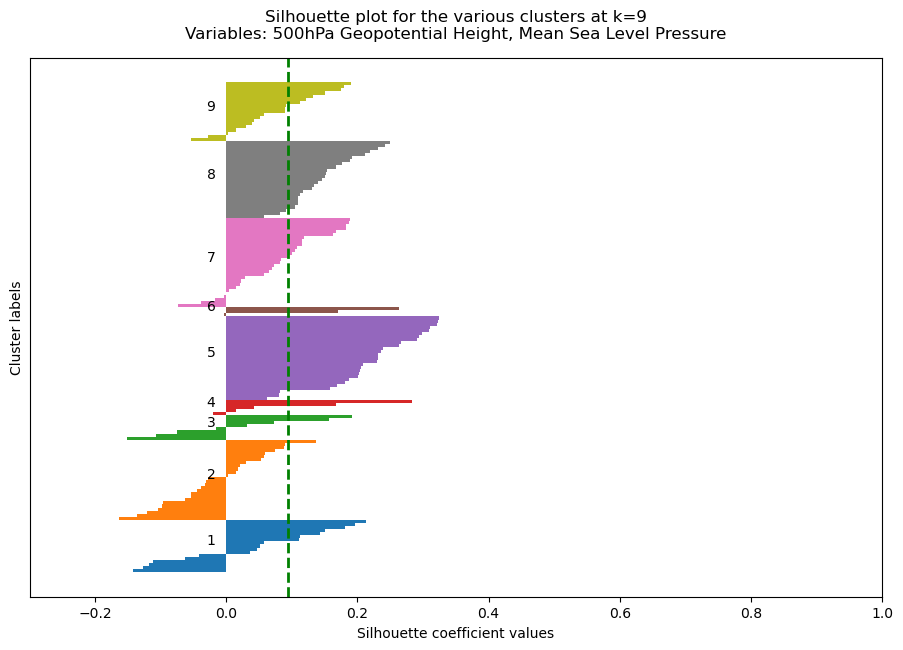 Silhouette plot for the various clusters at k=9
Variables: 500hPa Geopotential Height, Mean Sea Level Pressure
Cluster labels
9
8
7
6
5
4
3
2
1
−0.2 0.0 0.2 0.4 0.6 0.8 1.0
Silhouette coefficient values